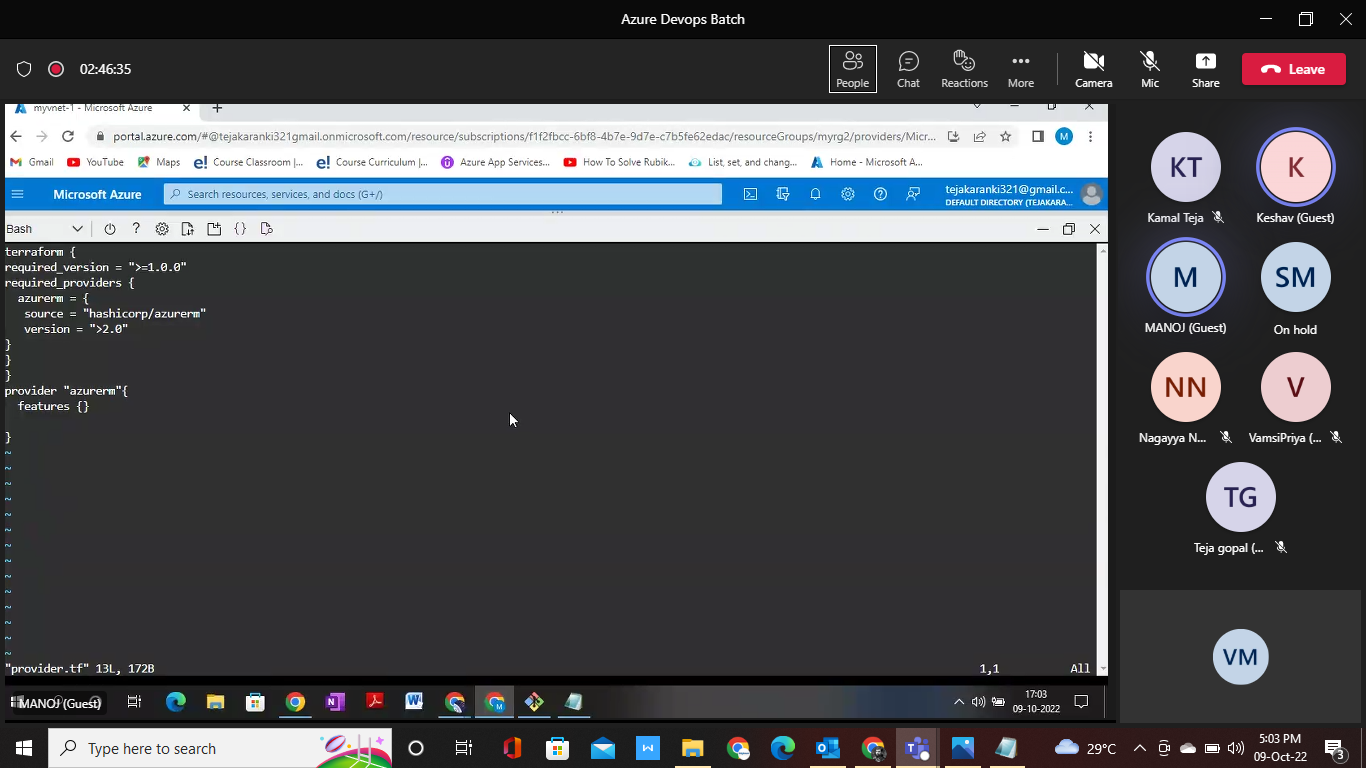 Azure Devops Batch
02:46:35
People
Chat
Reactions
More
Camera
Mic
Share
Leave
myvnet-1 - Microsoft Azure
portal.azure.com/#@tejakaranki321gmail.onmicrosoft.com/resource/subscriptions/f1f2fbcc-6bf8-4b7e-9d7e-c7b5fe62edac/resourceGroups/myrg2/providers/Micr...
M
Gmail
YouTube
Maps
Course Classroom |...
Course Curriculum |...
Azure App Services...
How To Solve Rubik...
List, set, and chang...
Home - Microsoft A...
Microsoft Azure
Search resources, services, and docs (G+/)
tejakaranki321@gmail.c...
DEFAULT DIRECTORY (TEJAKARA...
Bash
terraform {
required_version = ">=1.0.0"
required_providers {
azurerm = {
source = "hashicorp/azurerm"
version = ">2.0"
}
}
}
provider "azurerm"{
features {}
}
~
~
~
~
~
~
~
~
~
~
~
~
~
~
"provider.tf" 13L, 172B
1,1
All
MANOJ (Guest)
17:03
09-10-2022
KT
Kamal Teja
K
Keshav (Guest)
M
MANOJ (Guest)
SM
On hold
NN
Nagayya N...
V
VamsiPriya (...
TG
Teja gopal (...
VM
Type here to search
29°C
5:03 PM
09-Oct-22
3